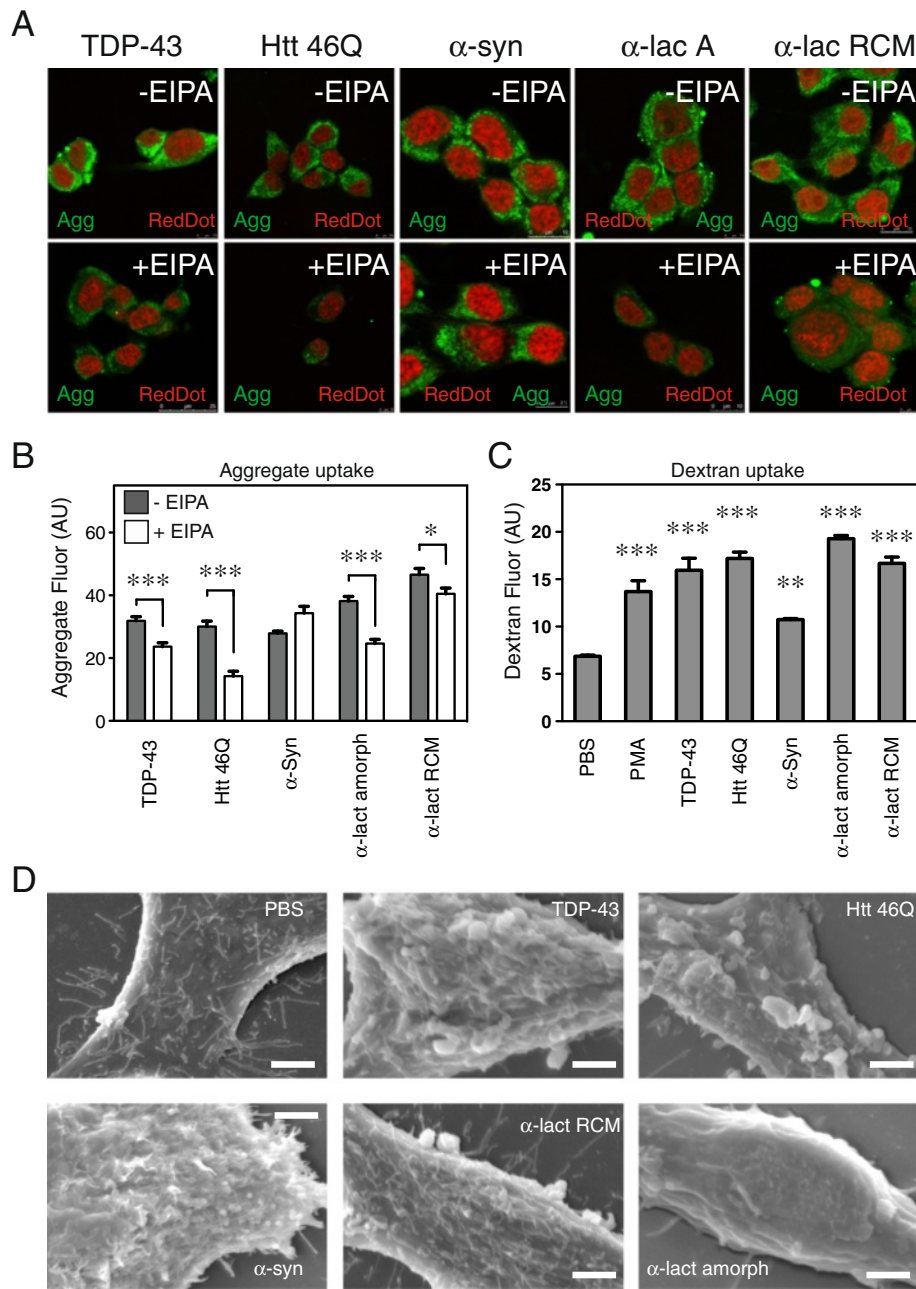 A
TDP-43 Htt 46Q α-syn α-lac A α-lac RCM
-EIPA -EIPA -EIPA -EIPA -EIPA
Agg RedDot Agg RedDot Agg RedDot RedDot Agg Agg RedDot
+EIPA +EIPA +EIPA +EIPA +EIPA
Agg RedDot Agg RedDot RedDot Agg Agg RedDot Agg RedDot
B
Aggregate uptake
- EIPA
+ EIPA
Aggregate Fluor (AU)
60
40
20
0
*** *** *** *
TDP-43
Htt 46Q
α-Syn
α-lact amorph
α-lact RCM
C
Dextran uptake
Dextran Fluor (AU)
25
20
15
10
5
0
*** *** *** ** *** ***
PBS
PMA
TDP-43
Htt 46Q
α-Syn
α-lact amorph
α-lact RCM
D
PBS TDP-43 Htt 46Q
α-syn α-lact RCM α-lact amorph